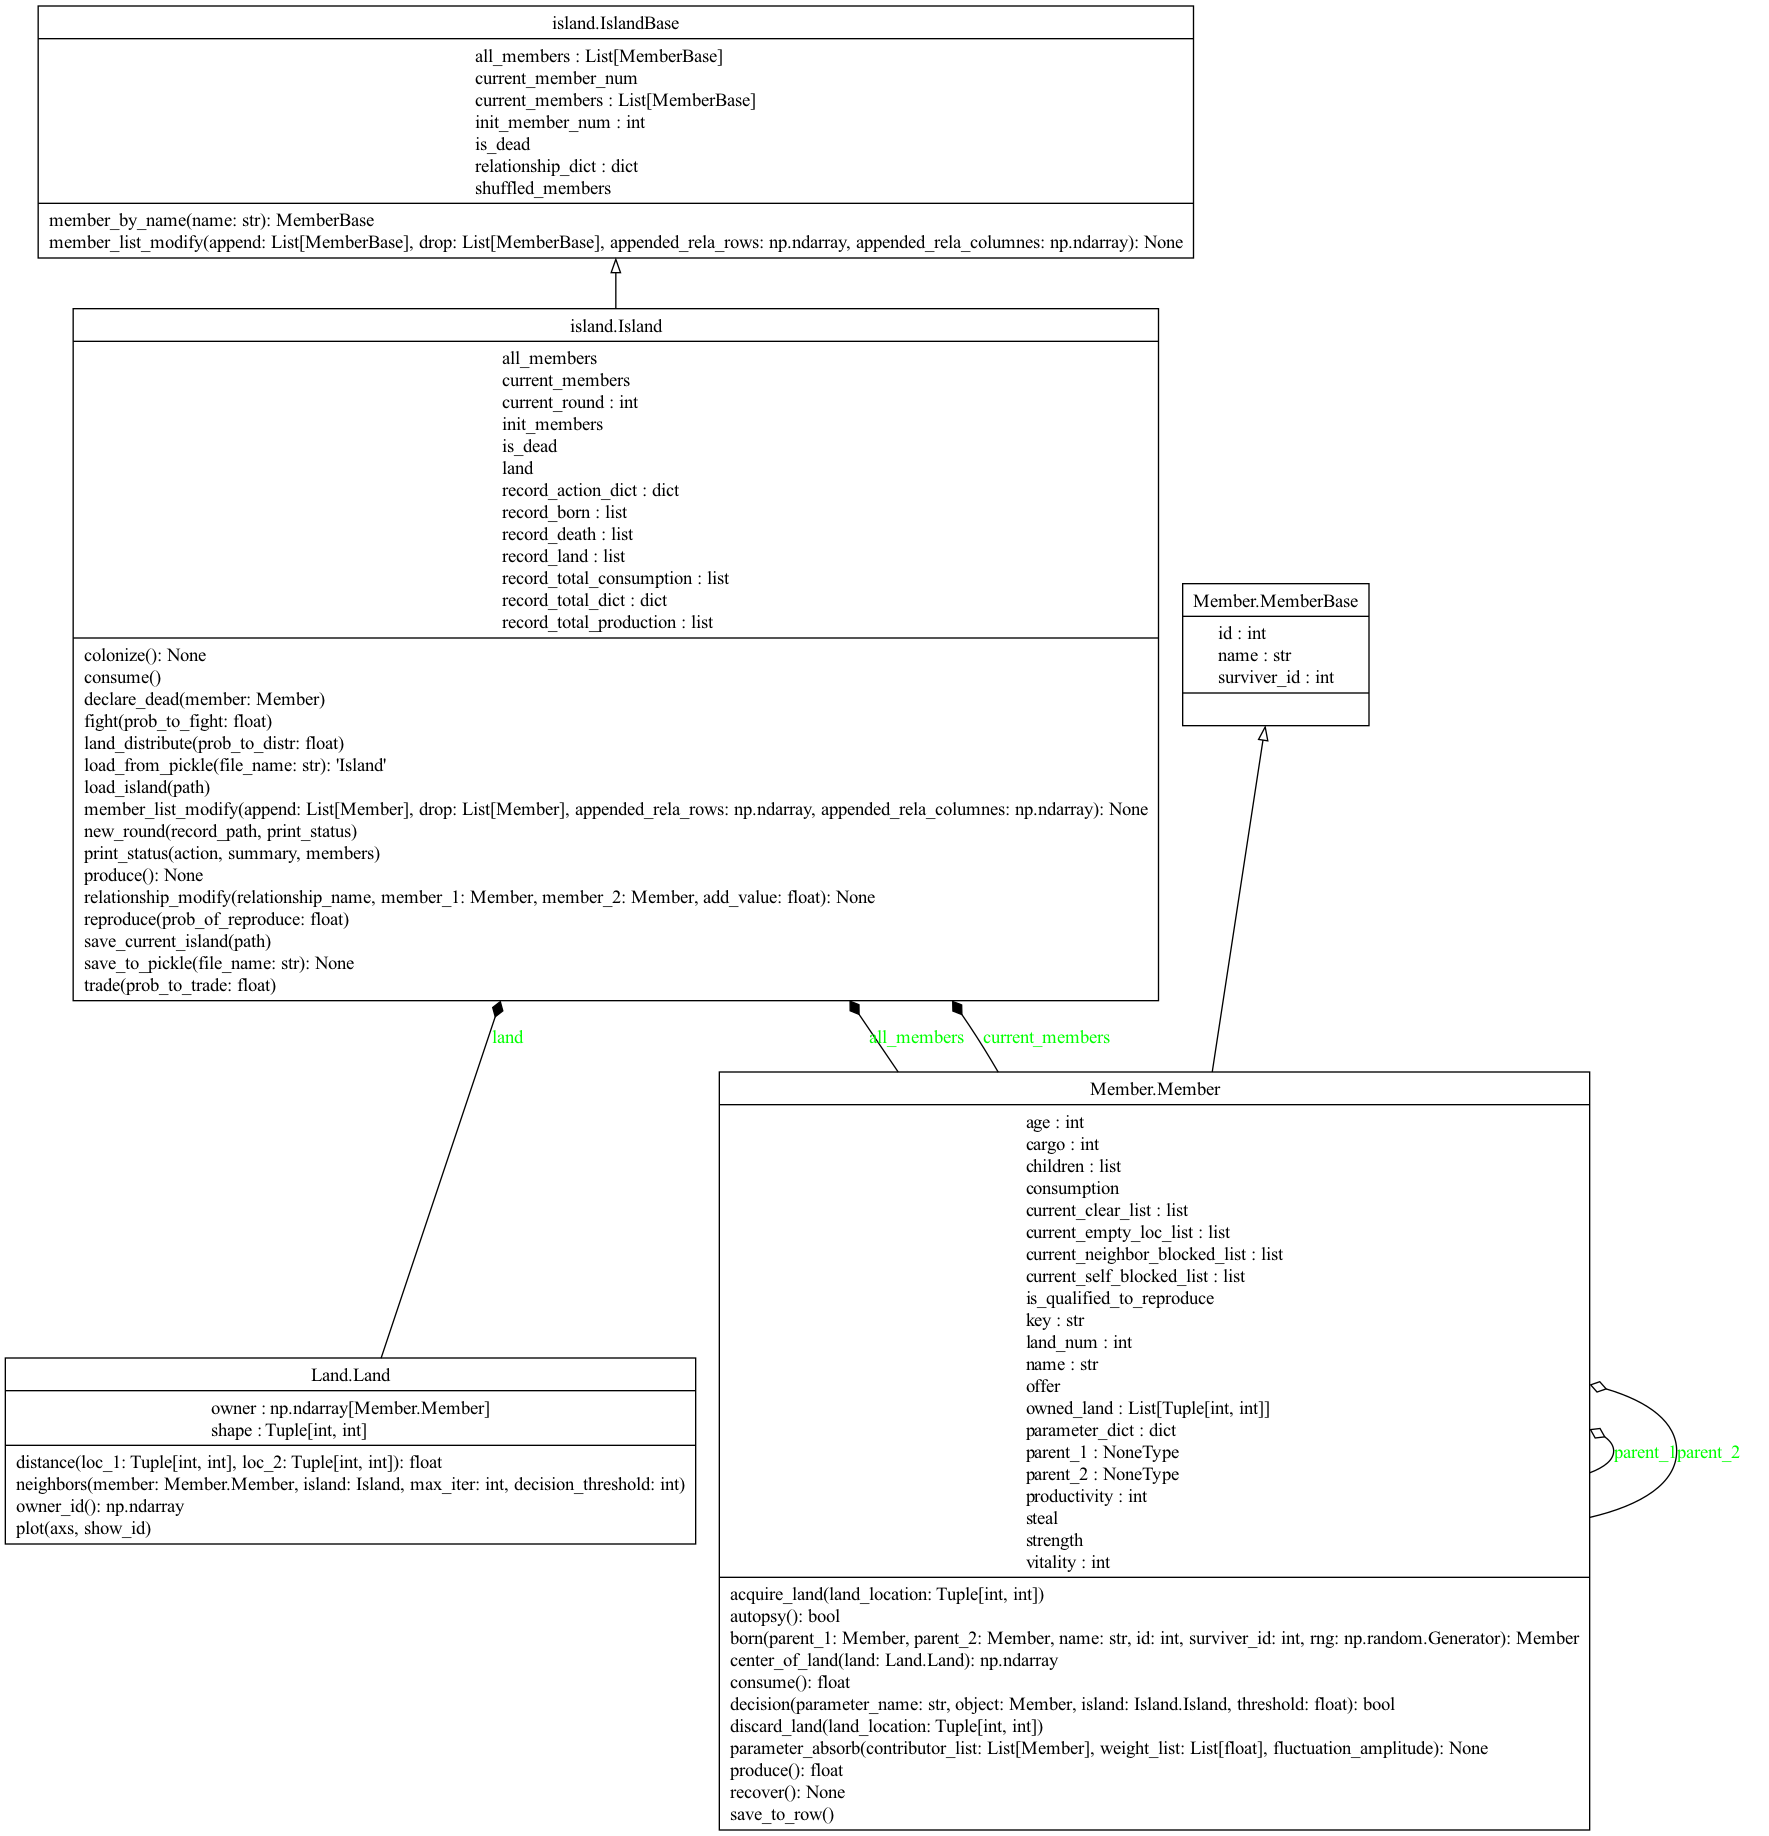 island.IslandBase
all_members : List[MemberBase]
current_member_num
current_members : List[MemberBase]
init_member_num : int
is_dead
relationship_dict : dict
shuffled_members
member_by_name(name: str): MemberBase
member_list_modify(append: List[MemberBase], drop: List[MemberBase], appended_rela_rows: np.ndarray, appended_rela_columnes: np.ndarray): None
island.Island
all_members
current_members
current_round : int
init_members
is_dead
land
record_action_dict : dict
record_born : list
record_death : list
record_land : list
record_total_consumption : list
record_total_dict : dict
record_total_production : list
colonize(): None
consume()
declare_dead(member: Member)
fight(prob_to_fight: float)
land_distribute(prob_to_distr: float)
load_from_pickle(file_name: str): 'Island'
load_island(path)
member_list_modify(append: List[Member], drop: List[Member], appended_rela_rows: np.ndarray, appended_rela_columnes: np.ndarray): None
new_round(record_path, print_status)
print_status(action, summary, members)
produce(): None
relationship_modify(relationship_name, member_1: Member, member_2: Member, add_value: float): None
reproduce(prob_of_reproduce: float)
save_current_island(path)
save_to_pickle(file_name: str): None
trade(prob_to_trade: float)
Member.MemberBase
id : int
name : str
surviver_id : int
land
all_members
current_members
Member.Member
age : int
cargo : int
children : list
consumption
current_clear_list : list
current_empty_loc_list : list
current_neighbor_blocked_list : list
current_self_blocked_list : list
is_qualified_to_reproduce
key : str
land_num : int
name : str
offer
owned_land : List[Tuple[int, int]]
parameter_dict : dict
parent_1 : NoneType
parent_2 : NoneType
productivity : int
steal
strength
vitality : int
acquire_land(land_location: Tuple[int, int])
autopsy(): bool
born(parent_1: Member, parent_2: Member, name: str, id: int, surviver_id: int, rng: np.random.Generator): Member
center_of_land(land: Land.Land): np.ndarray
consume(): float
decision(parameter_name: str, object: Member, island: Island.Island, threshold: float): bool
discard_land(land_location: Tuple[int, int])
parameter_absorb(contributor_list: List[Member], weight_list: List[float], fluctuation_amplitude): None
produce(): float
recover(): None
save_to_row()
parent_1
parent_2
Land.Land
owner : np.ndarray[Member.Member]
shape : Tuple[int, int]
distance(loc_1: Tuple[int, int], loc_2: Tuple[int, int]): float
neighbors(member: Member.Member, island: Island, max_iter: int, decision_threshold: int)
owner_id(): np.ndarray
plot(axs, show_id)